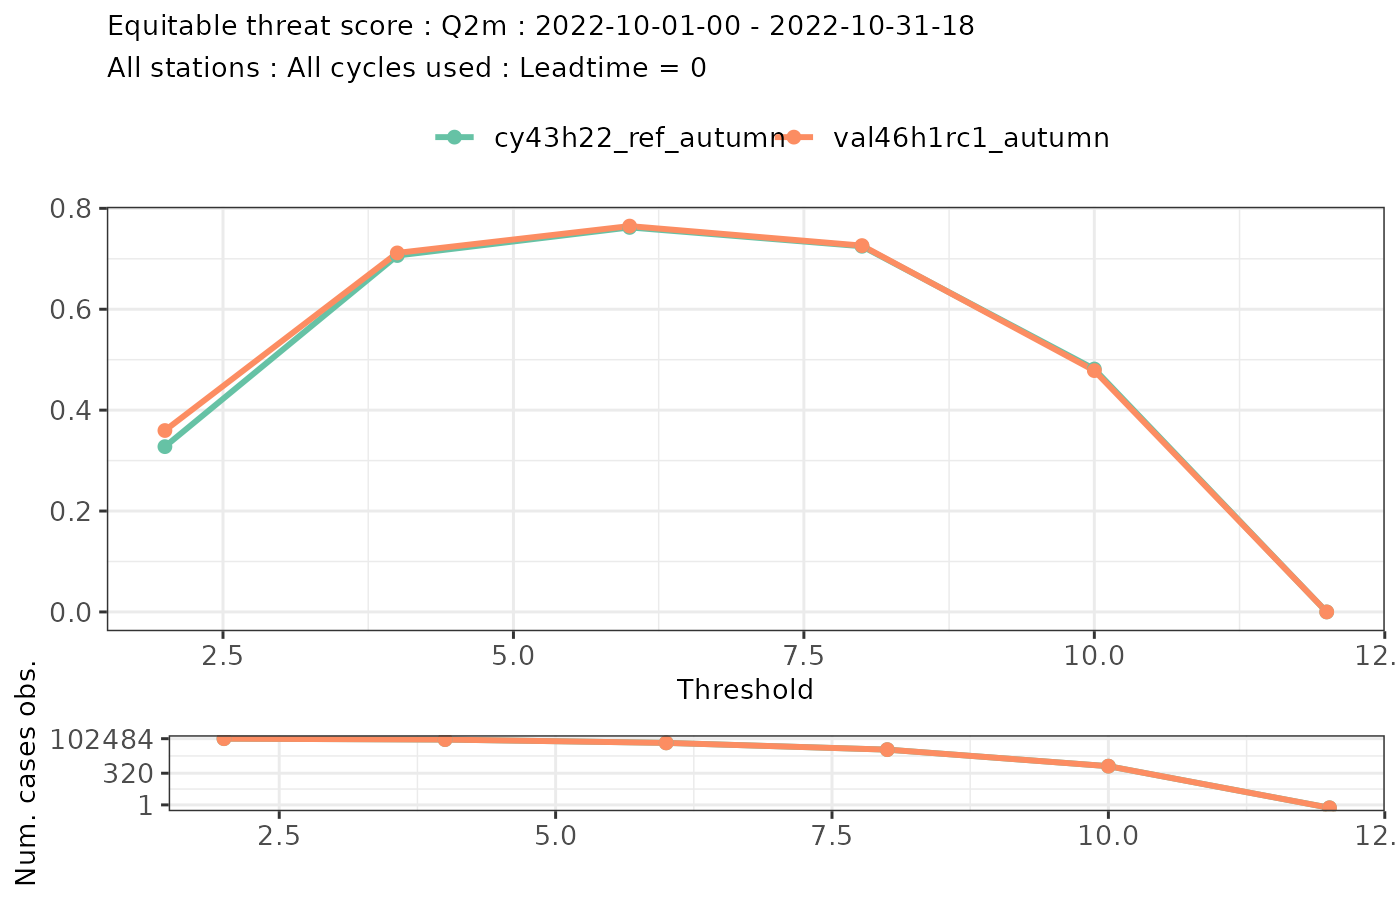 Equitable threat score : Q2m : 2022-10-01-00 - 2022-10-31-18
All stations : All cycles used : Leadtime = 0
cy43h22_ref_autumn val46h1rc1_autumn
0.8
0.6
0.4
0.2
0.0
2.5 5.0 7.5 10.0 12.
Threshold
Num. cases obs.
102484
320
1
2.5 5.0 7.5 10.0 12.